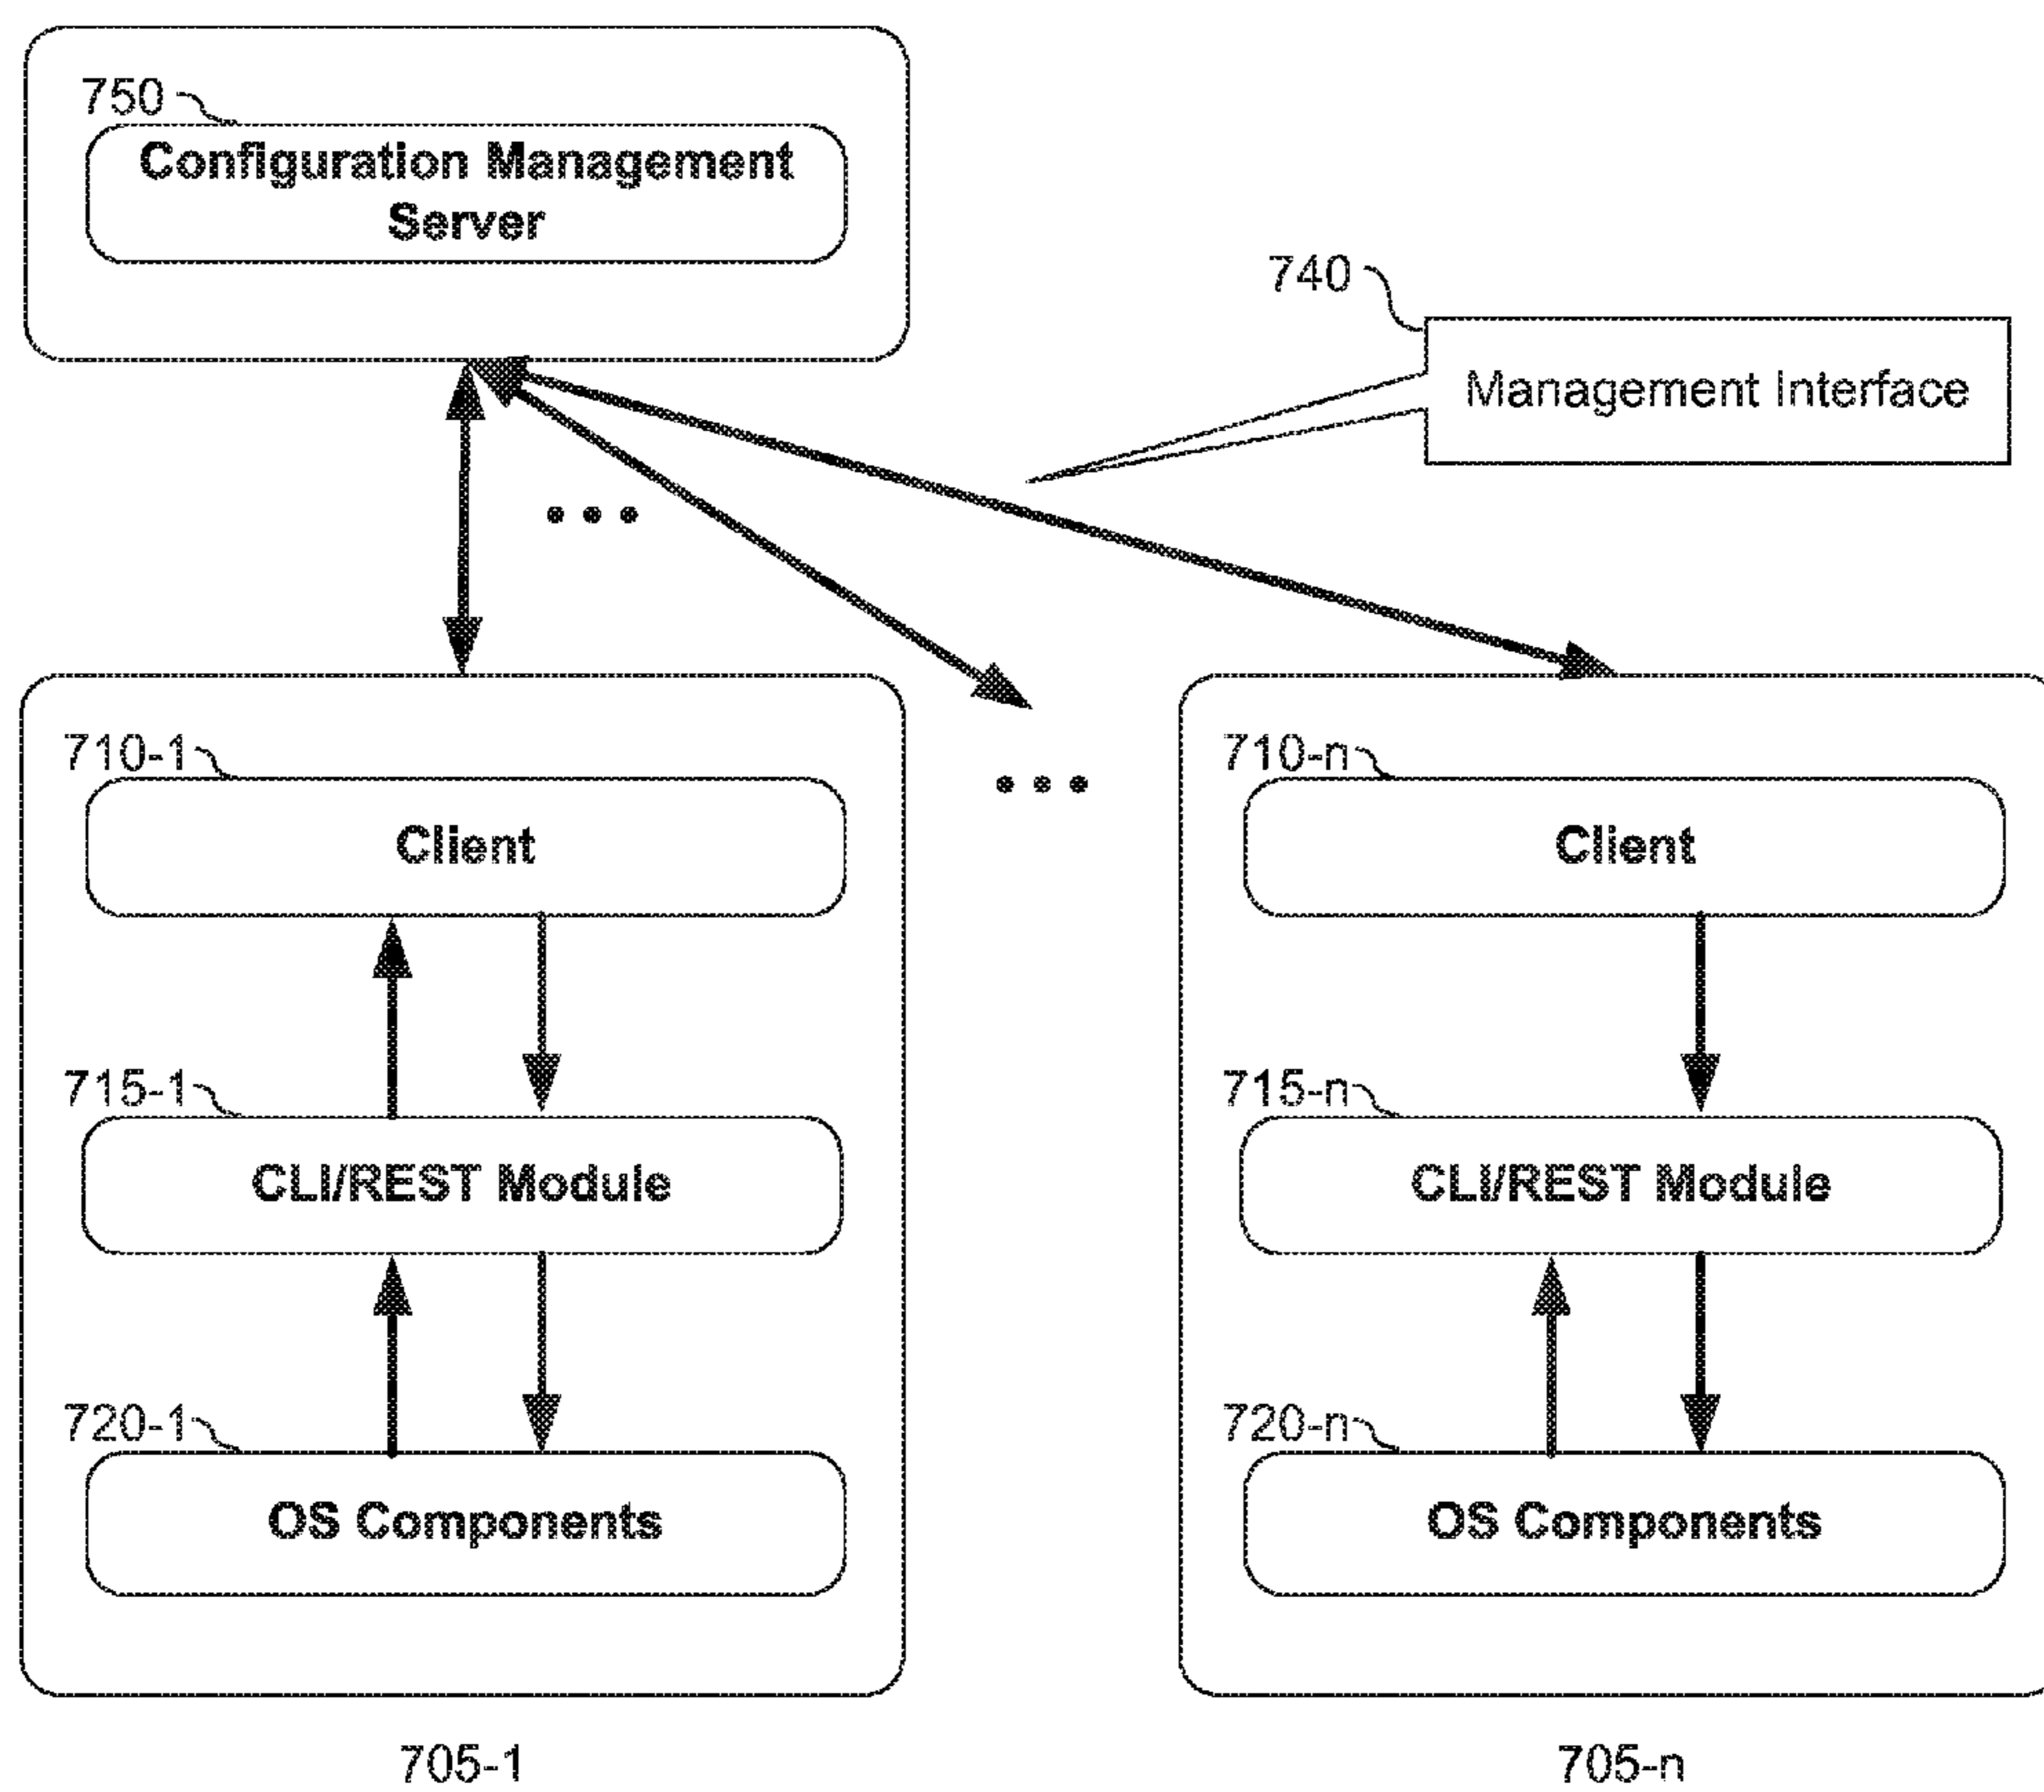 750
Configuration Management
Server
740
Management Interface
• • •
710-1
Client
• • •
710-n
Client
715-1
CLI/REST Module
715-n
CLI/REST Module
720-1
OS Components
720-n
OS Components
705-1
705-n